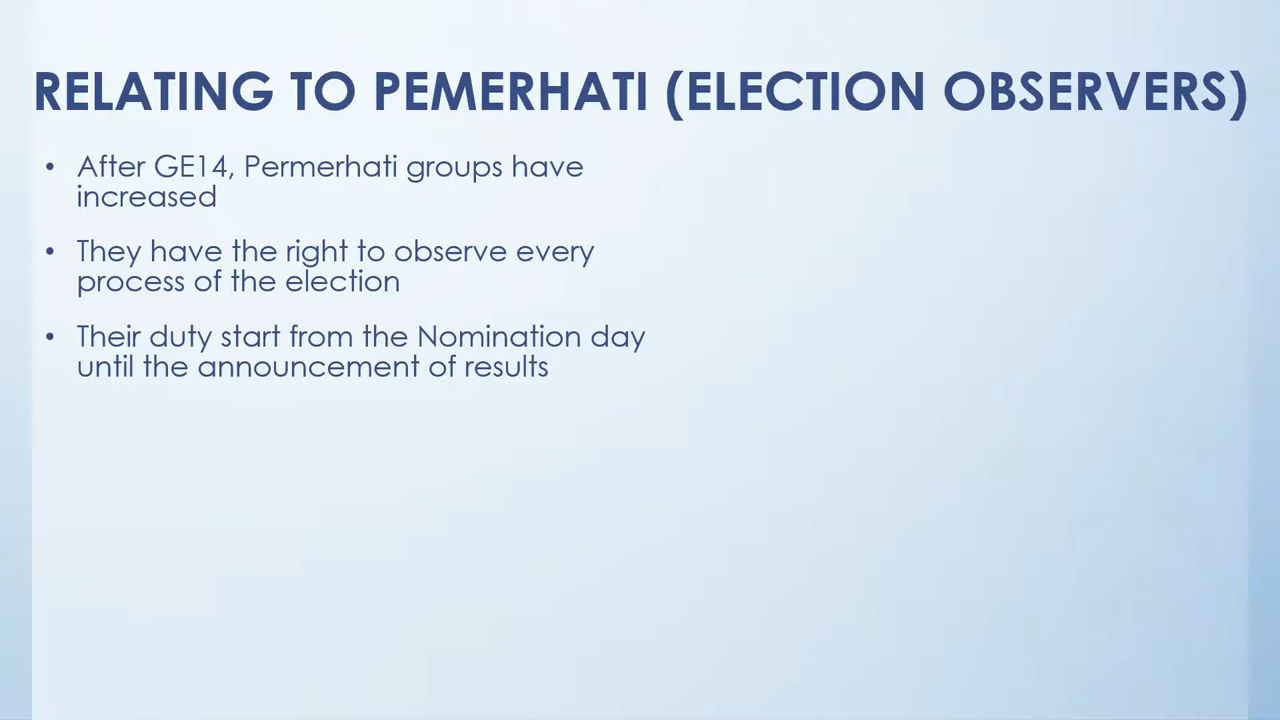 RELATING TO PEMERHATI (ELECTION OBSERVERS)
• After GE14, Permerhati groups have
increased
• They have the right to observe every
process of the election
• Their duty start from the Nomination day
until the announcement of results